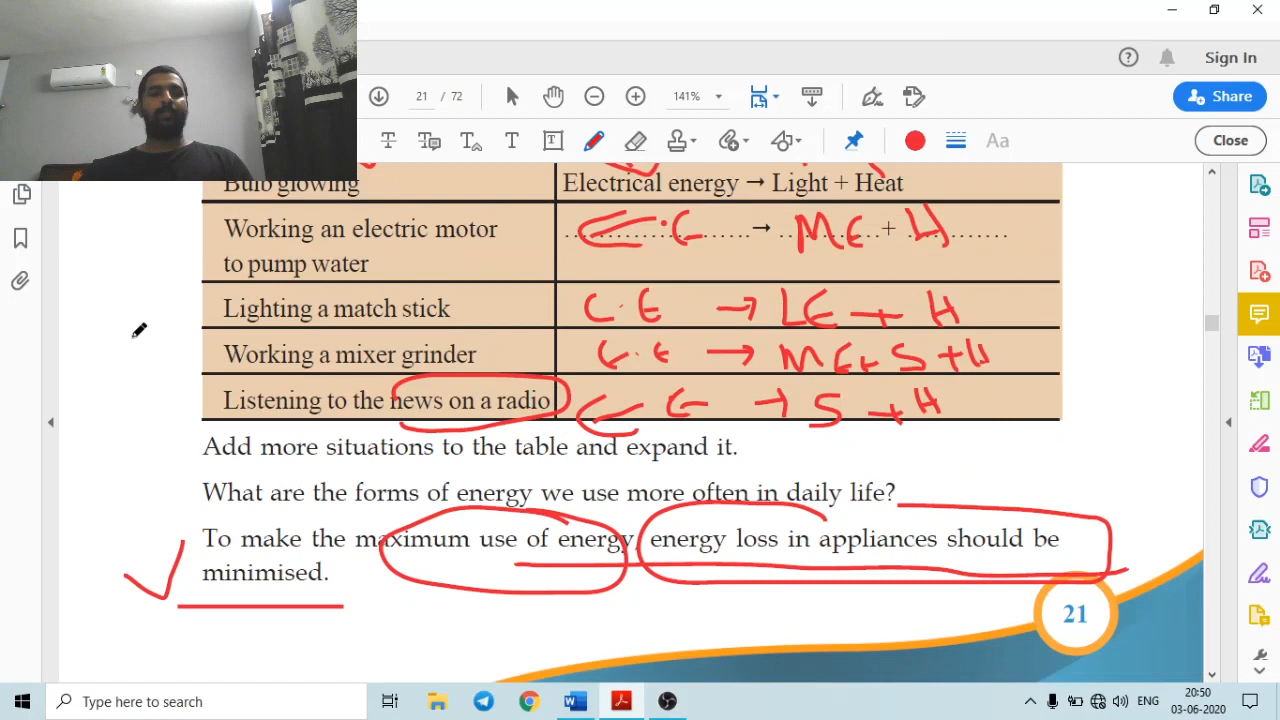 Sign In
21 / 72
141%
Share
T T T T T Aa
Close
Bulb glowing Electrical energy → Light + Heat
Working an electric motor to pump water E.E → ME + H
Lighting a match stick C.E → LE + H
Working a mixer grinder E.E → ME + S + H
Listening to the news on a radio E E → S + H
Add more situations to the table and expand it.
What are the forms of energy we use more often in daily life?
To make the maximum use of energy, energy loss in appliances should be
minimised.
21
Type here to search
ENG
20:50
03-06-2020